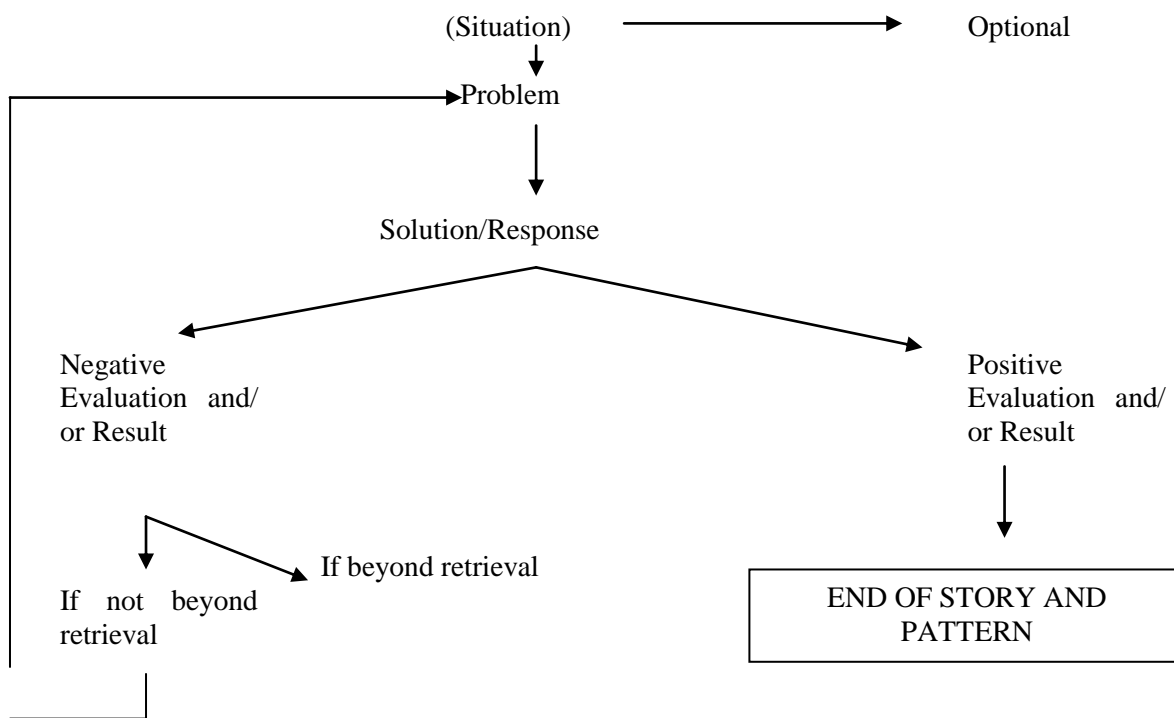 (Situation) Optional
Problem
Solution/Response
Negative
Evaluation and/
or Result
Positive
Evaluation and/
or Result
If beyond retrieval
If not beyond
retrieval
END OF STORY AND
PATTERN